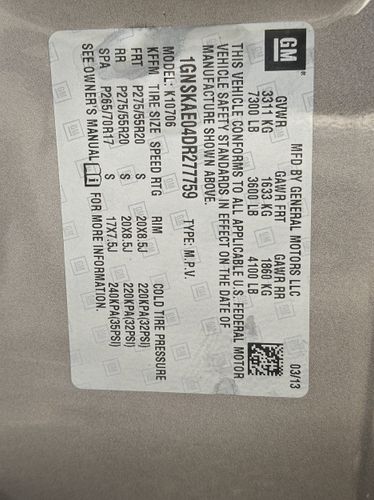 GM
MFD BY GENERAL MOTORS LLC 03/13
GVWR GAWR FRT GAWR RR
3311 KG 1633 KG 1860 KG
7300 LB 3600 LB 4100 LB
THIS VEHICLE CONFORMS TO ALL APPLICABLE U.S. FEDERAL MOTOR
VEHICLE SAFETY STANDARDS IN EFFECT ON THE DATE OF
MANUFACTURE SHOWN ABOVE.
1GNSKAE04DR277759 TYPE: M.P.V.
MODEL: K10706
KFFM TIRE SIZE SPEED RTG RIM COLD TIRE PRESSURE
FRT P275/55R20 S 20X8.5J 220KPA(32PSI)
RR P275/55R20 S 20X8.5J 220KPA(32PSI)
SPA P265/70R17 S 17X7.5J 240KPA(35PSI)
SEE OWNER'S MANUAL FOR MORE INFORMATION.